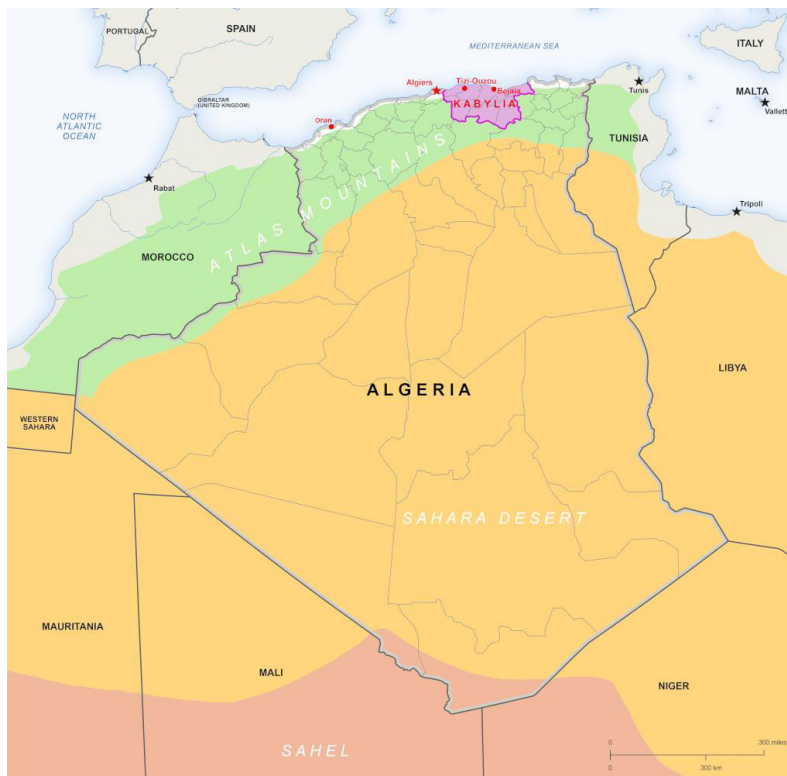 PORTUGAL
SPAIN
ITALY
MEDITERRANEAN SEA
Algiers
Tizi-Ouzou
Bejaia
KABYLIA
Tunis
MALTA
Vallett
GIBRALTAR
(UNITED KINGDOM)
NORTH
ATLANTIC
OCEAN
Oran
TUNISIA
Rabat
ATLAS MOUNTAINS
Tripoli
MOROCCO
LIBYA
ALGERIA
WESTERN
SAHARA
SAHARA DESERT
MAURITANIA
MALI
NIGER
SAHEL
0
300 miles
0
300 km